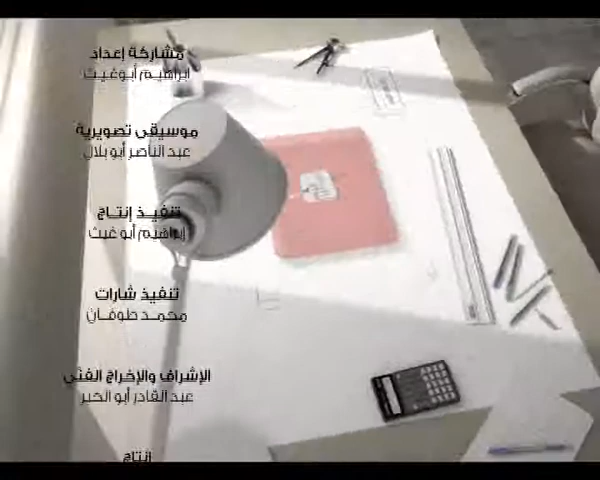 مشاركة إعداد
ابراهيم أبوغيث
موسيقى تصويرية
عبد الناصر أبو بلال
تنفيذ إنتاج
إبراهيم أبو غيث
تنفيذ شارات
محمد طوفان
الإشراف والإخراج الفني
عبد القادر أبو الخير
إنتاج